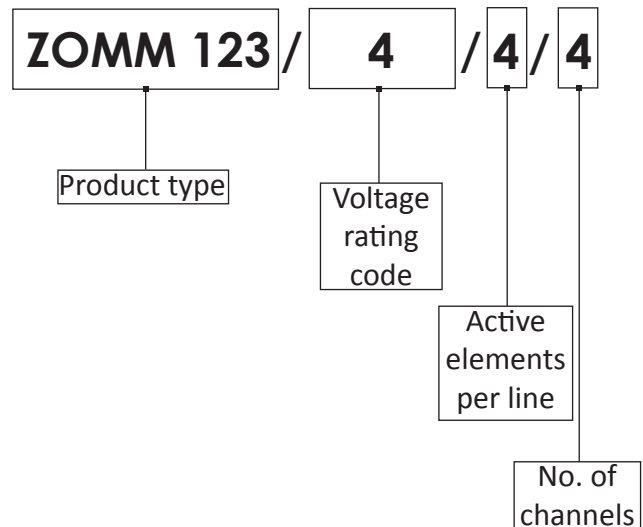 ZOMM 123/ 4 / 4 / 4
Product type
Voltage
rating
code
Active
elements
per line
No. of
channels